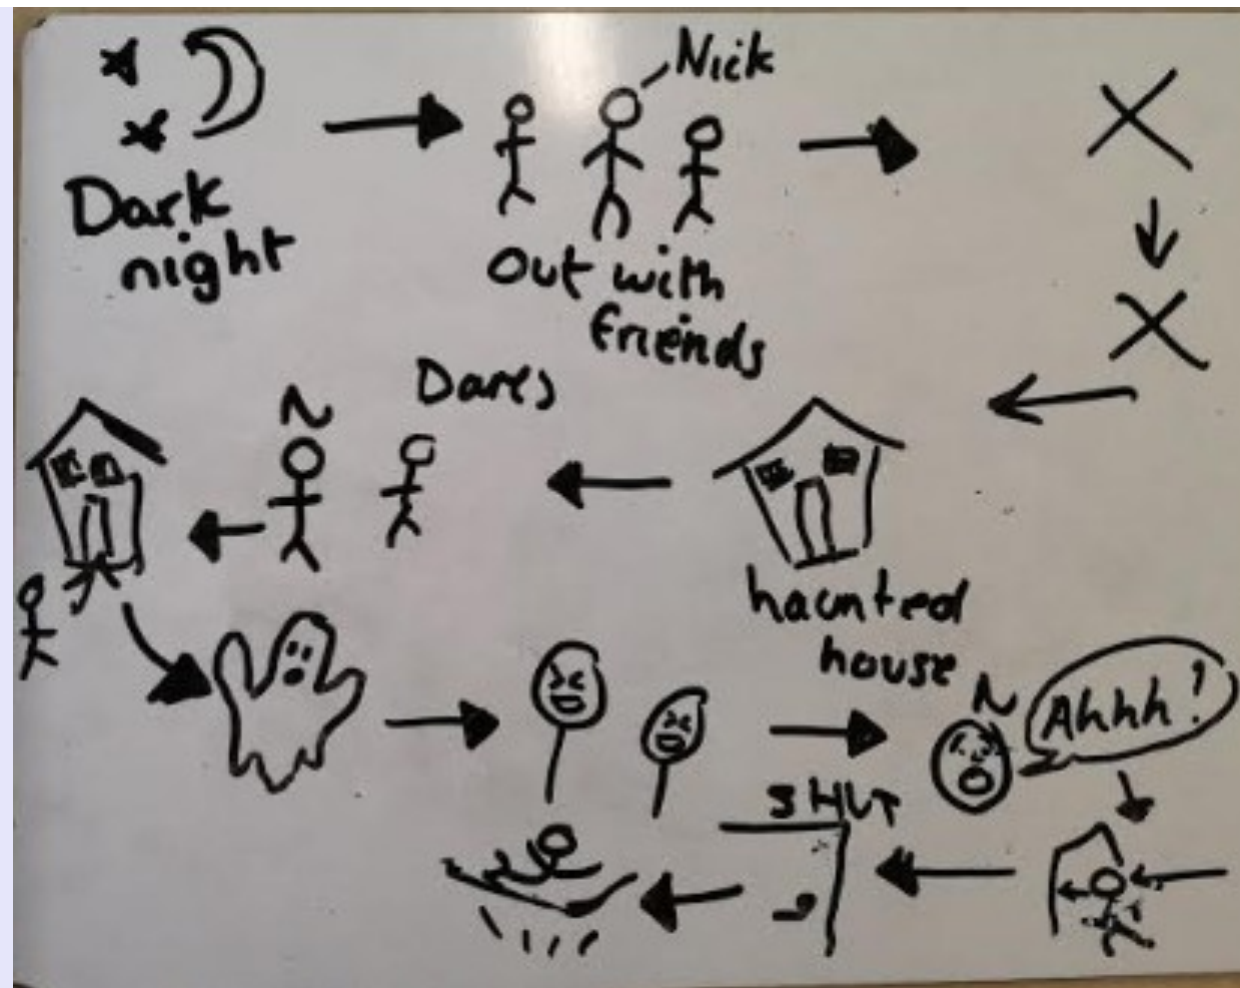 Nick
Dark
night
Out with
friends
Dares
N
haunted
house
N
Ahhh!
SHUT